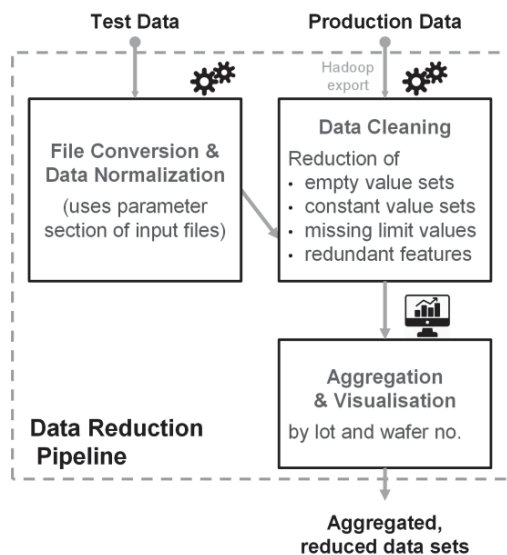 Test Data
Production Data
Hadoop
export
File Conversion &
Data Normalization
(uses parameter
section of input files)
Data Cleaning
Reduction of
• empty value sets
• constant value sets
• missing limit values
• redundant features
Aggregation
& Visualisation
by lot and wafer no.
Data Reduction
Pipeline
Aggregated,
reduced data sets